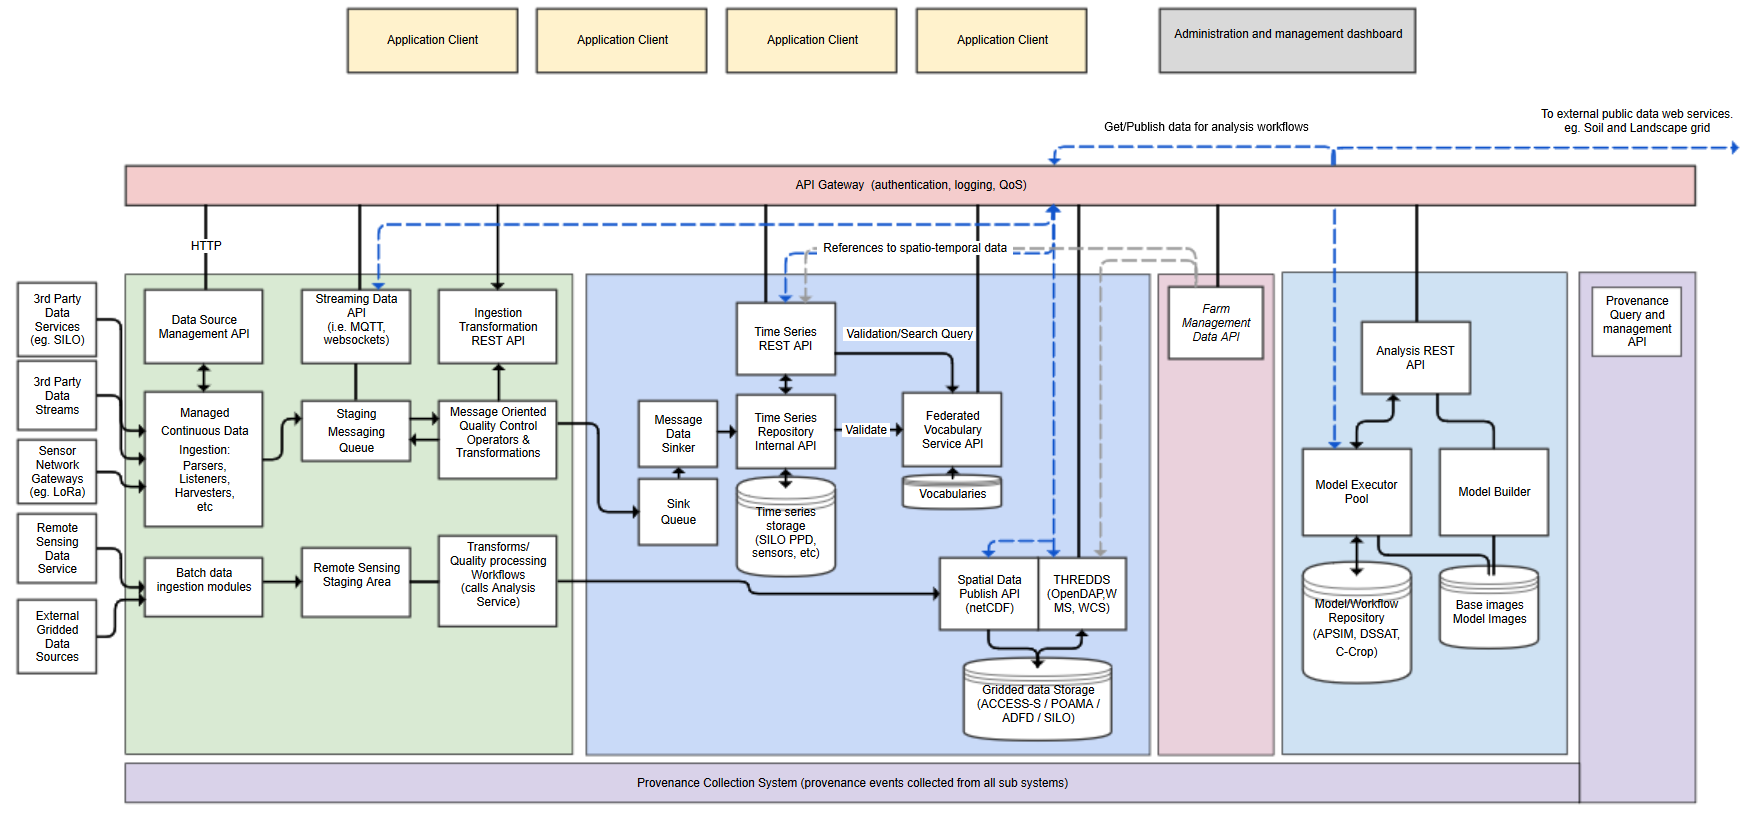 Application Client
Application Client
Application Client
Application Client
Administration and management dashboard
To external public data web services.
eg. Soil and Landscape grid
Get/Publish data for analysis workflows
API Gateway  (authentication, logging, QoS)
HTTP
References to spatio-temporal data
3rd Party
Data
Services
(eg. SILO)
3rd Party
Data
Streams
Sensor
Network
Gateways
(eg. LoRa)
Remote
Sensing
Data
Service
External
Gridded
Data
Sources
Data Source
Management API
Streaming Data
API
(i.e. MQTT,
websockets)
Ingestion
Transformation
REST API
Managed
Continuous Data
Ingestion:
Parsers,
Listeners,
Harvesters,
etc
Staging
Messaging
Queue
Message Oriented
Quality Control
Operators &
Transformations
Batch data
ingestion modules
Remote Sensing
Staging Area
Transforms/
Quality processing
Workflows
(calls Analysis
Service)
Message
Data
Sinker
Sink
Queue
Time Series
REST API
Validation/Search Query
Time Series
Repository
Internal API
Validate
Federated
Vocabulary
Service API
Vocabularies
Time series
storage
(SILO PPD,
sensors, etc)
Spatial Data
Publish API
(netCDF)
THREDDS
(OpenDAP,W
MS, WCS)
Gridded data Storage
(ACCESS-S / POAMA /
ADFD / SILO)
Farm
Management
Data API
Analysis REST
API
Model Executor
Pool
Model Builder
Model/Workflow
Repository
(APSIM, DSSAT,
C-Crop)
Base images
Model Images
Provenance
Query and
management
API
Provenance Collection System (provenance events collected from all sub systems)